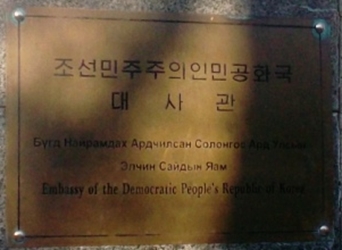 조선민주주의인민공화국
대 사 관
Бүгд Найрамдах Ардчилсан Солонгос Ард Улсын
Элчин Сайдын Яам
Embassy of the Democratic People's Republic of Korea